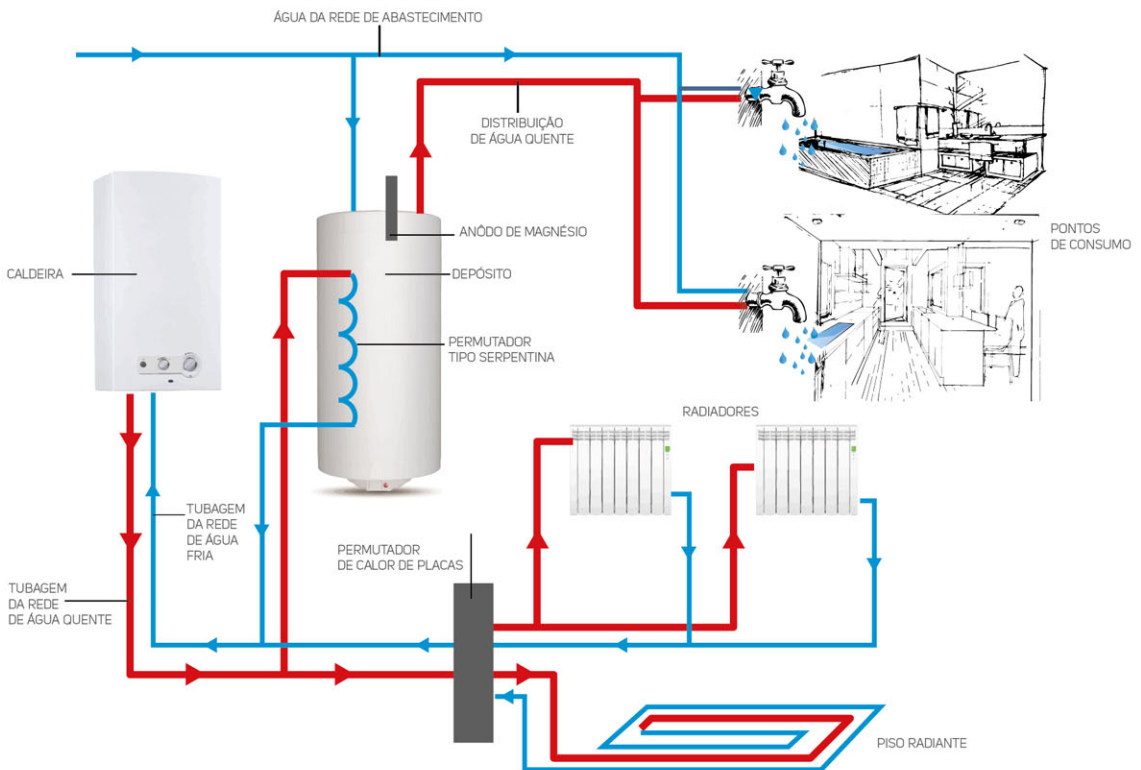 ÁGUA DA REDE DE ABASTECIMENTO
DISTRIBUIÇÃO
DE ÁGUA QUENTE
ANÔDO DE MAGNÉSIO
PONTOS
DE CONSUMO
CALDEIRA
DEPÓSITO
PERMUTADOR
TIPO SERPENTINA
RADIADORES
TUBAGEM
DA REDE
DE ÁGUA
FRIA
PERMUTADOR
DE CALOR DE PLACAS
TUBAGEM
DA REDE
DE ÁGUA QUENTE
PISO RADIANTE